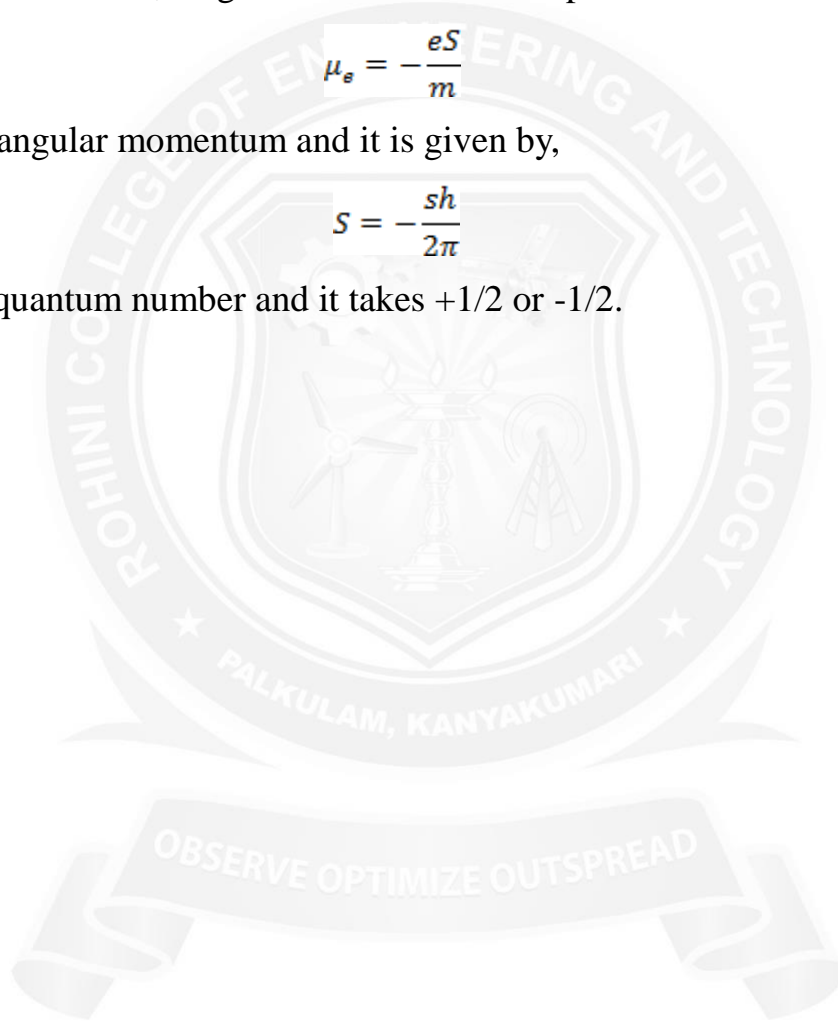 μₑ = − eS / m
angular momentum and it is given by,
S = − sh / 2π
quantum number and it takes +1/2 or -1/2.
ROHINI COLLEGE OF ENGINEERING AND TECHNOLOGY
PALKULAM, KANYAKUMARI
OBSERVE OPTIMIZE OUTSPREAD